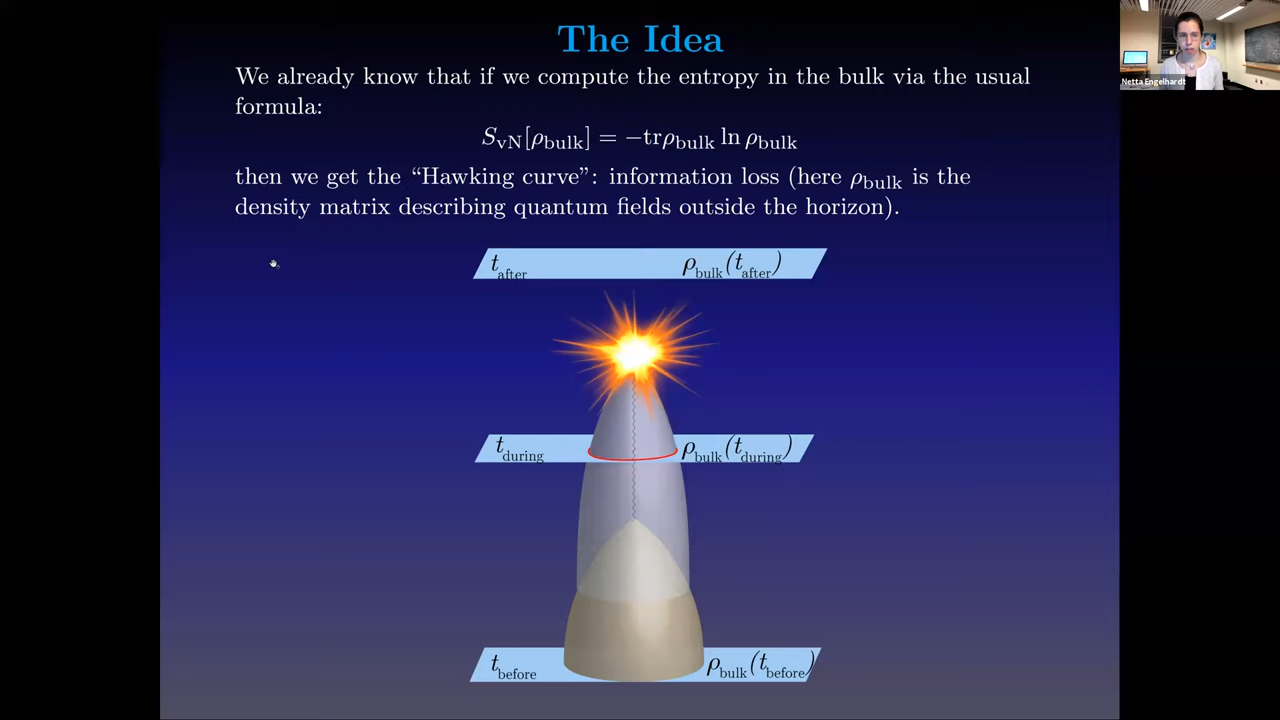 The Idea
We already know that if we compute the entropy in the bulk via the usual
formula:
S_vN[ρ_bulk] = −trρ_bulk ln ρ_bulk
then we get the “Hawking curve”: information loss (here ρ_bulk is the
density matrix describing quantum fields outside the horizon).
t_after ρ_bulk(t_after)
t_during ρ_bulk(t_during)
t_before ρ_bulk(t_before)
Netta Engelhardt